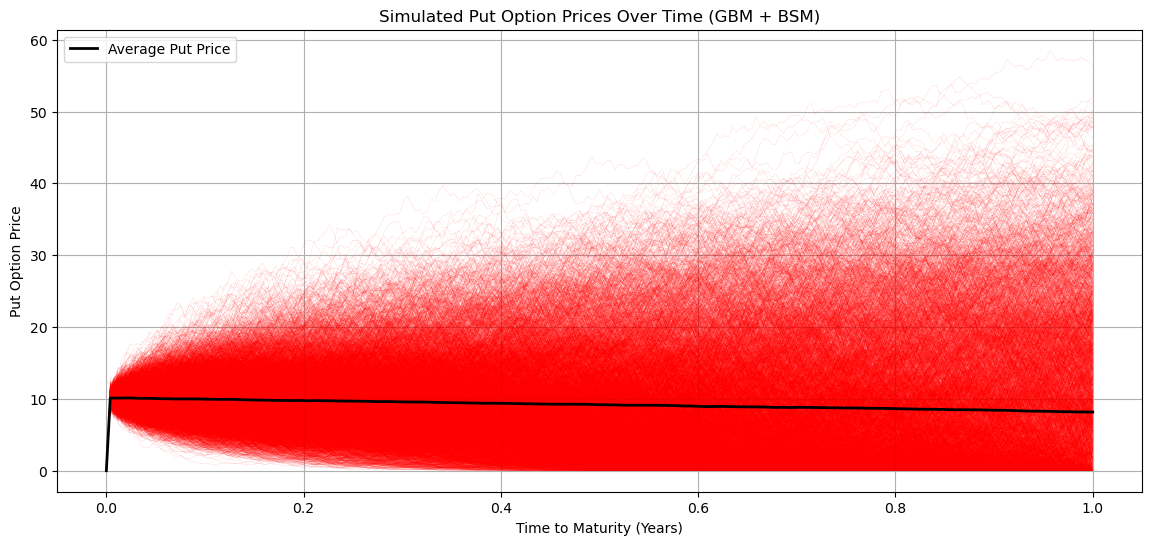 Simulated Put Option Prices Over Time (GBM + BSM)
Average Put Price
Put Option Price
60
50
40
30
20
10
0
0.0 0.2 0.4 0.6 0.8 1.0
Time to Maturity (Years)